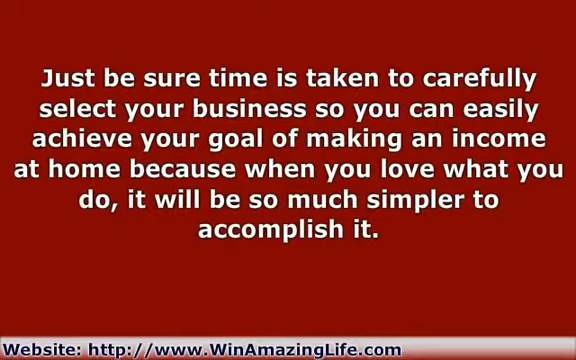 Just be sure time is taken to carefully
select your business so you can easily
achieve your goal of making an income
at home because when you love what you
do, it will be so much simpler to
accomplish it.
Website: http://www.WinAmazingLife.com